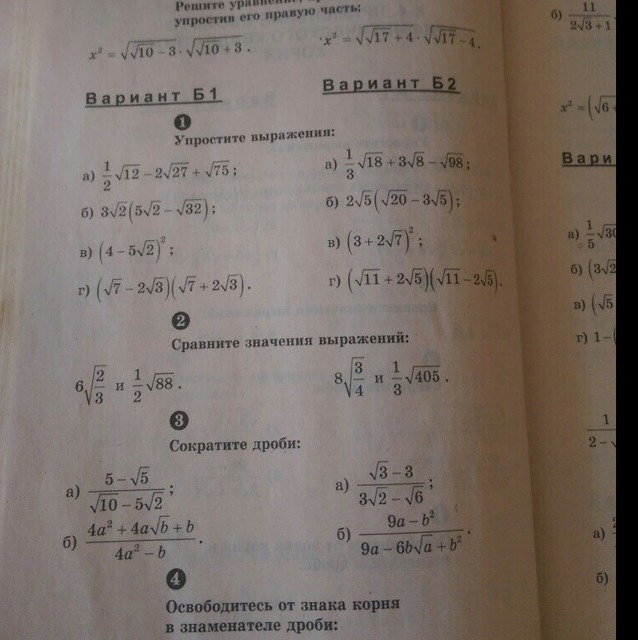 Решите уравнение,
упростив его правую часть:
x² = √(√10 − 3) · √(√10 + 3).
x² = √(√17 + 4) · √(√17 − 4).
Вариант Б1
Вариант Б2
1
Упростите выражения:
а) 1/2 √12 − 2√27 + √75;
а) 1/3 √18 + 3√8 − √98;
б) 3√2(5√2 − √32);
б) 2√5(√20 − 3√5);
в) (4 − 5√2)²;
в) (3 + 2√7)²;
г) (√7 − 2√3)(√7 + 2√3).
г) (√11 + 2√5)(√11 − 2√5).
2
Сравните значения выражений:
6√(2/3) и 1/2 √88.
8√(3/4) и 1/3 √405.
3
Сократите дроби:
а) (5 − √5)/(√10 − 5√2);
а) (√3 − 3)/(3√2 − √6);
б) (4a² + 4a√b + b)/(4a² − b).
б) (9a − b²)/(9a − 6b√a + b²).
4
Освободитесь от знака корня
в знаменателе дроби:
б) 11/(2√3 + 1)
x² = (√6 +
Вари
а) 1/5 √30
б) (3√2
в) (√5
г) 1 − (
1/(2 −
а)
б)